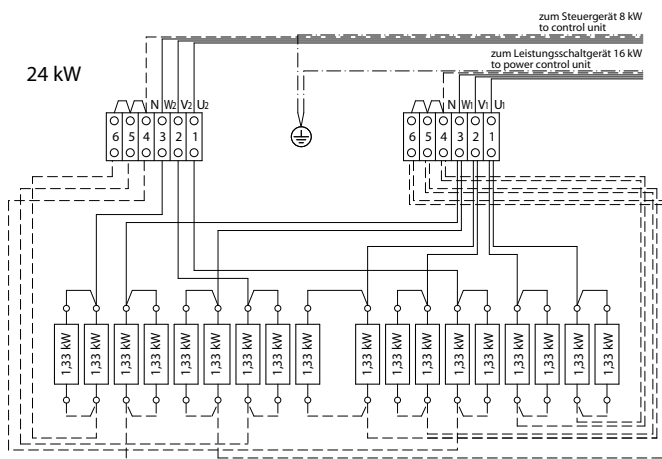 zum Steuergerät 8 kW
to control unit
zum Leistungsschaltgerät 16 kW
to power control unit
24 kW
N W2 V2 U2
N W1 V1 U1
6 5 4 3 2 1
6 5 4 3 2 1
1,33 kW 1,33 kW 1,33 kW 1,33 kW 1,33 kW 1,33 kW 1,33 kW 1,33 kW 1,33 kW 1,33 kW 1,33 kW 1,33 kW 1,33 kW 1,33 kW 1,33 kW 1,33 kW 1,33 kW 1,33 kW